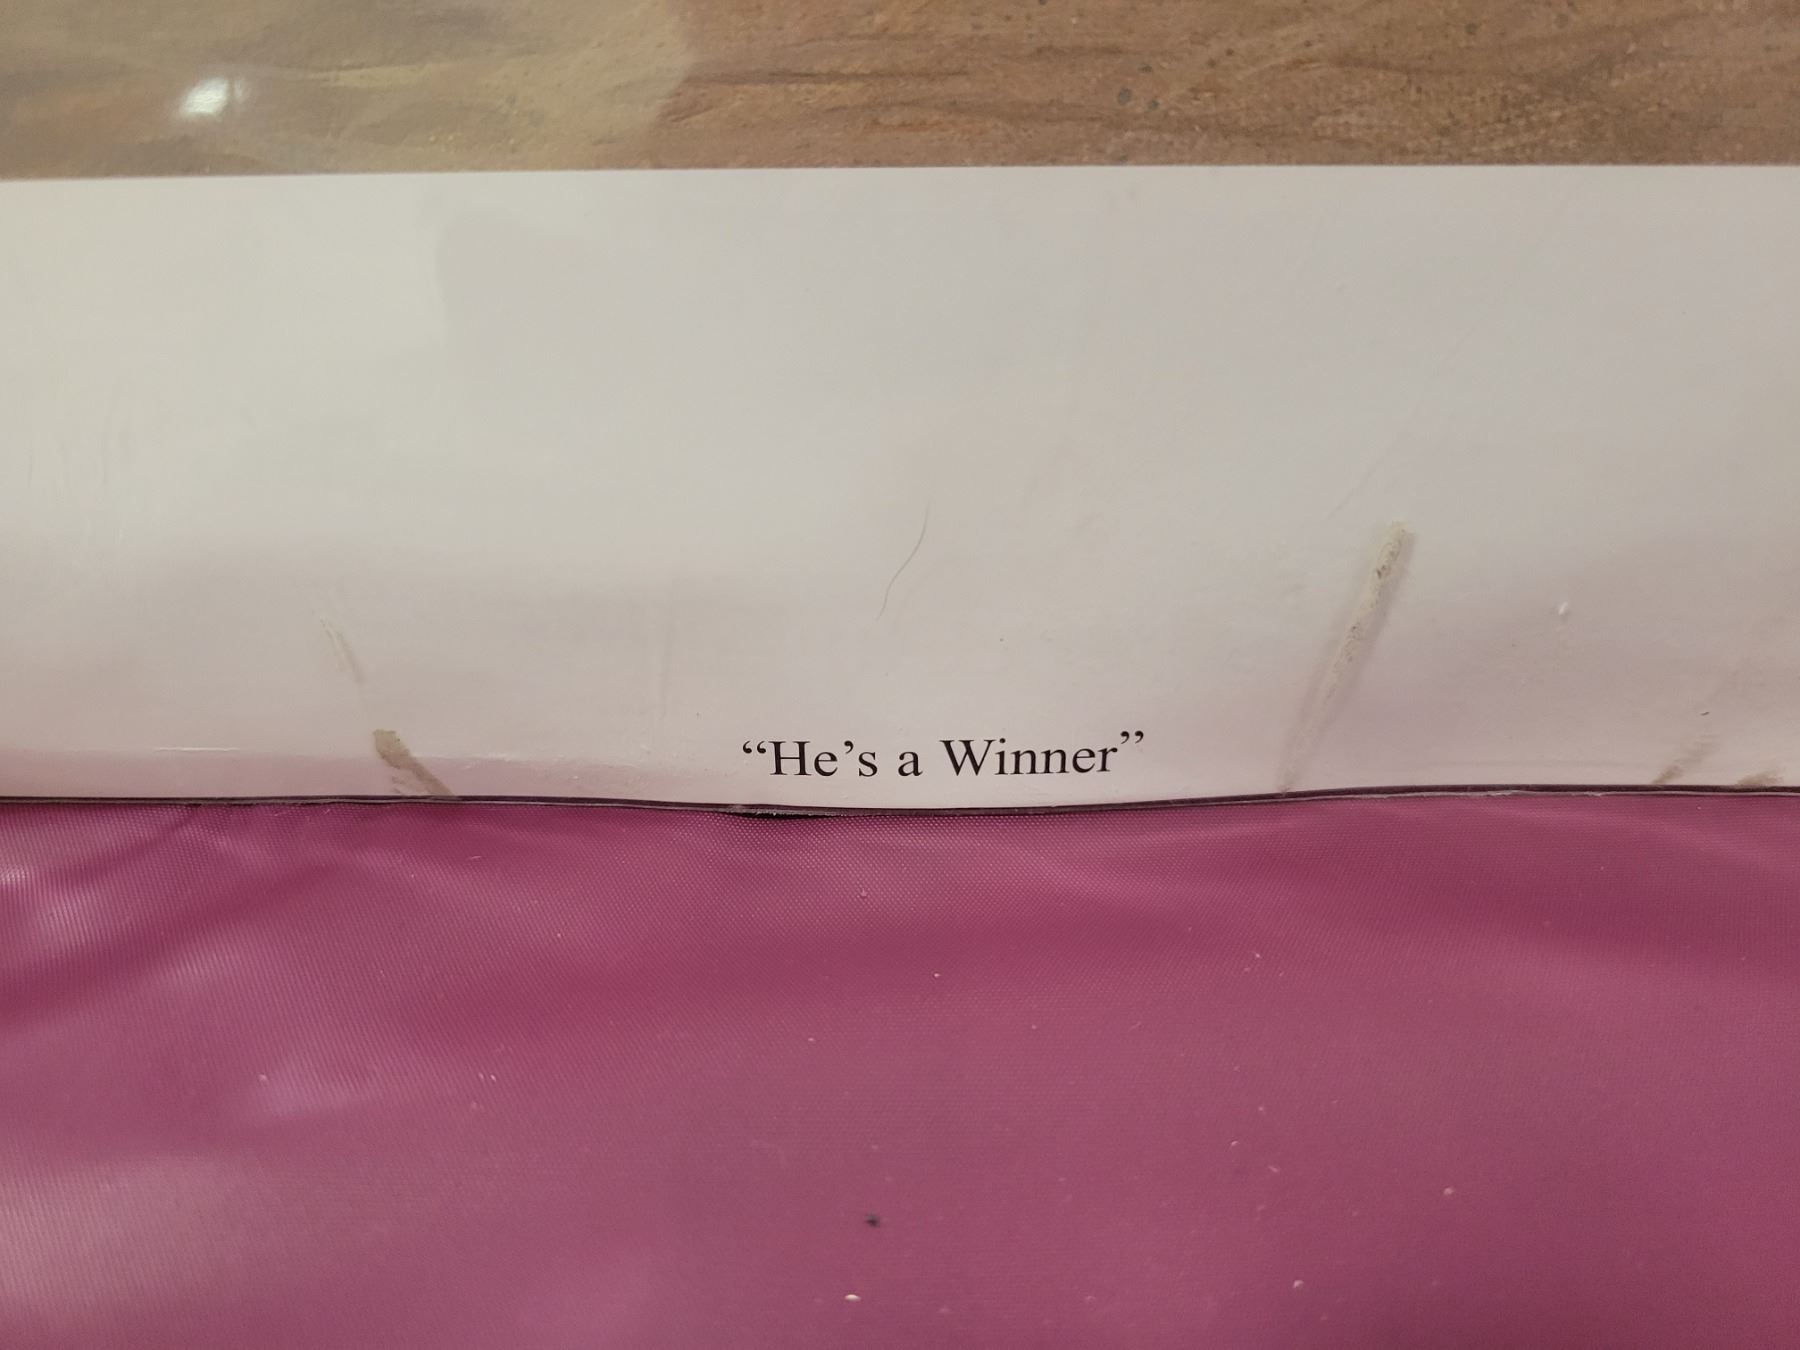 “He’s a Winner”